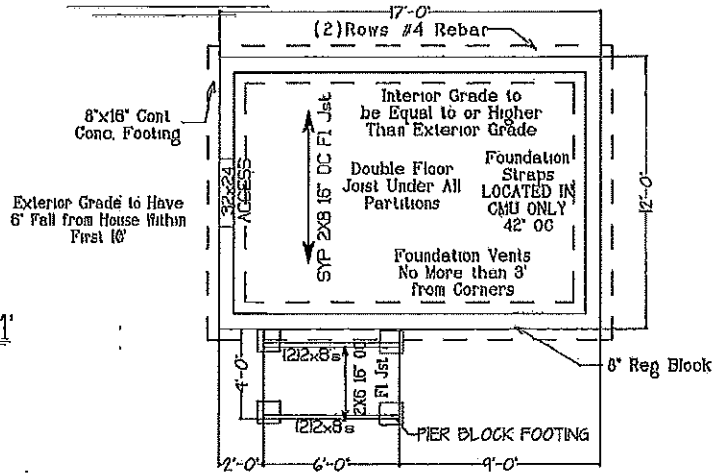 17'-0"
(2)Rows #4 Rebar
8"x16" Cont
Conc. Footing
Interior Grade to
be Equal to or Higher
Than Exterior Grade
SYP 2X8 16" OC Fl Jst
Double Floor
Joist Under All
Partitions
Foundation
Straps
LOCATED IN
CMU ONLY
42" OC
32x24
ACCESS
12'-0"
Exterior Grade to Have
6" Fall from House Within
First 10'
Foundation Vents
No More than 3'
from Corners
1'
8" Reg Block
(2)2x8's
4'-0"
2X6 16" OC
Fl Jst
(2)2x8's
PIER BLOCK FOOTING
2'-0"
6'-0"
9'-0"